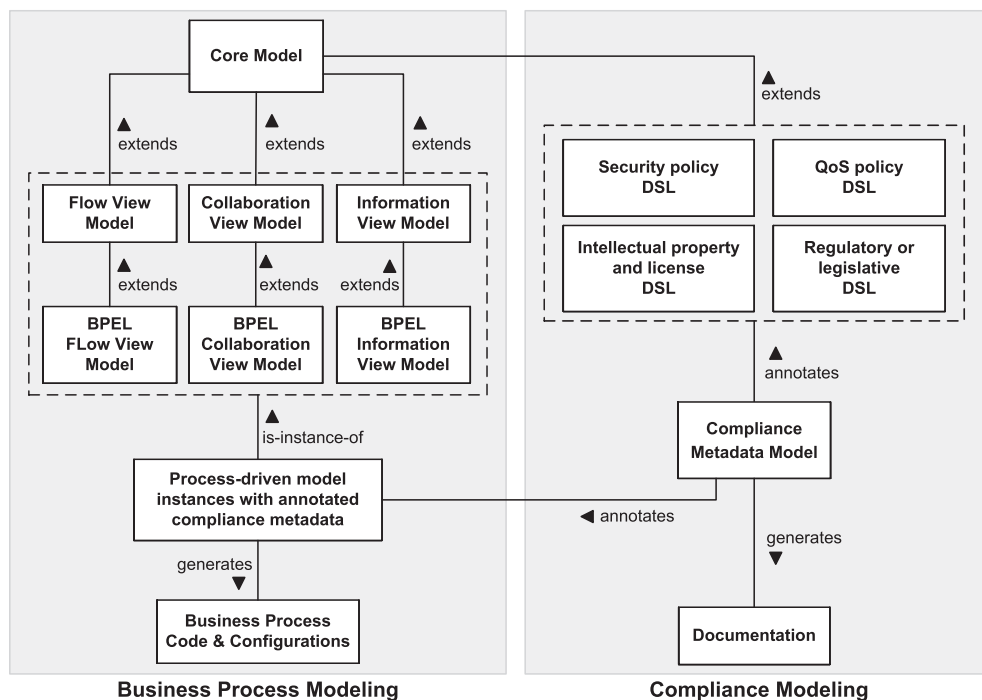 Core Model
▲
extends
▲
extends
▲
extends
▲
extends
Flow View
Model
Collaboration
View Model
Information
View Model
▲
extends
▲
extends
▲
extends
BPEL
FLow View
Model
BPEL
Collaboration
View Model
BPEL
Information
View Model
▲
is-instance-of
Process-driven model
instances with annotated
compliance metadata
generates
▼
Business Process
Code & Configurations
Security policy
DSL
QoS policy
DSL
Intellectual property
and license
DSL
Regulatory or
legislative
DSL
▲
annotates
Compliance
Metadata Model
◀ annotates
generates
▼
Documentation
Business Process Modeling
Compliance Modeling